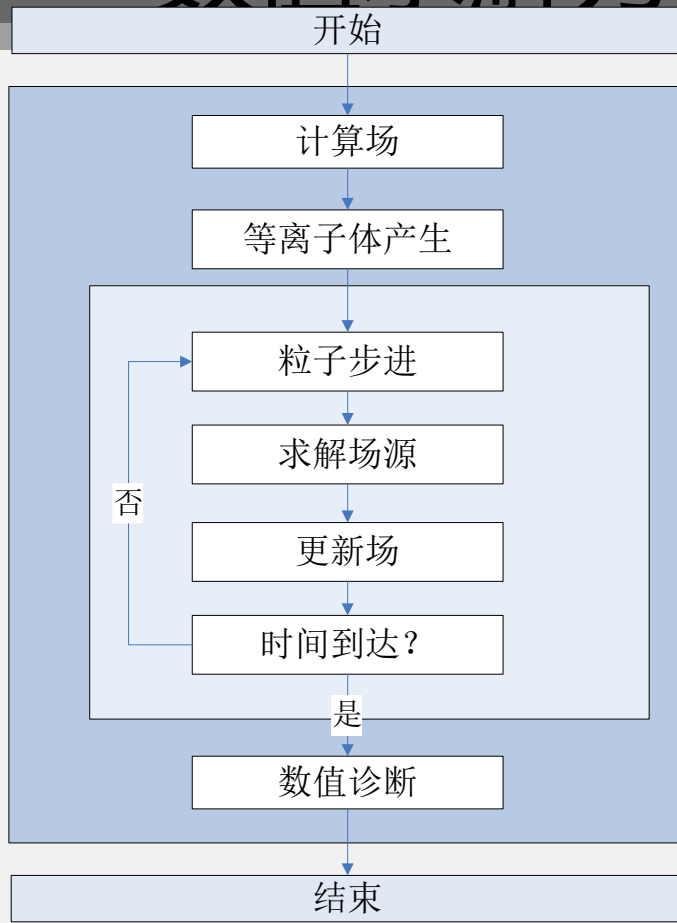 开始
计算场
等离子体产生
粒子步进
求解场源
否
更新场
时间到达？
是
数值诊断
结束